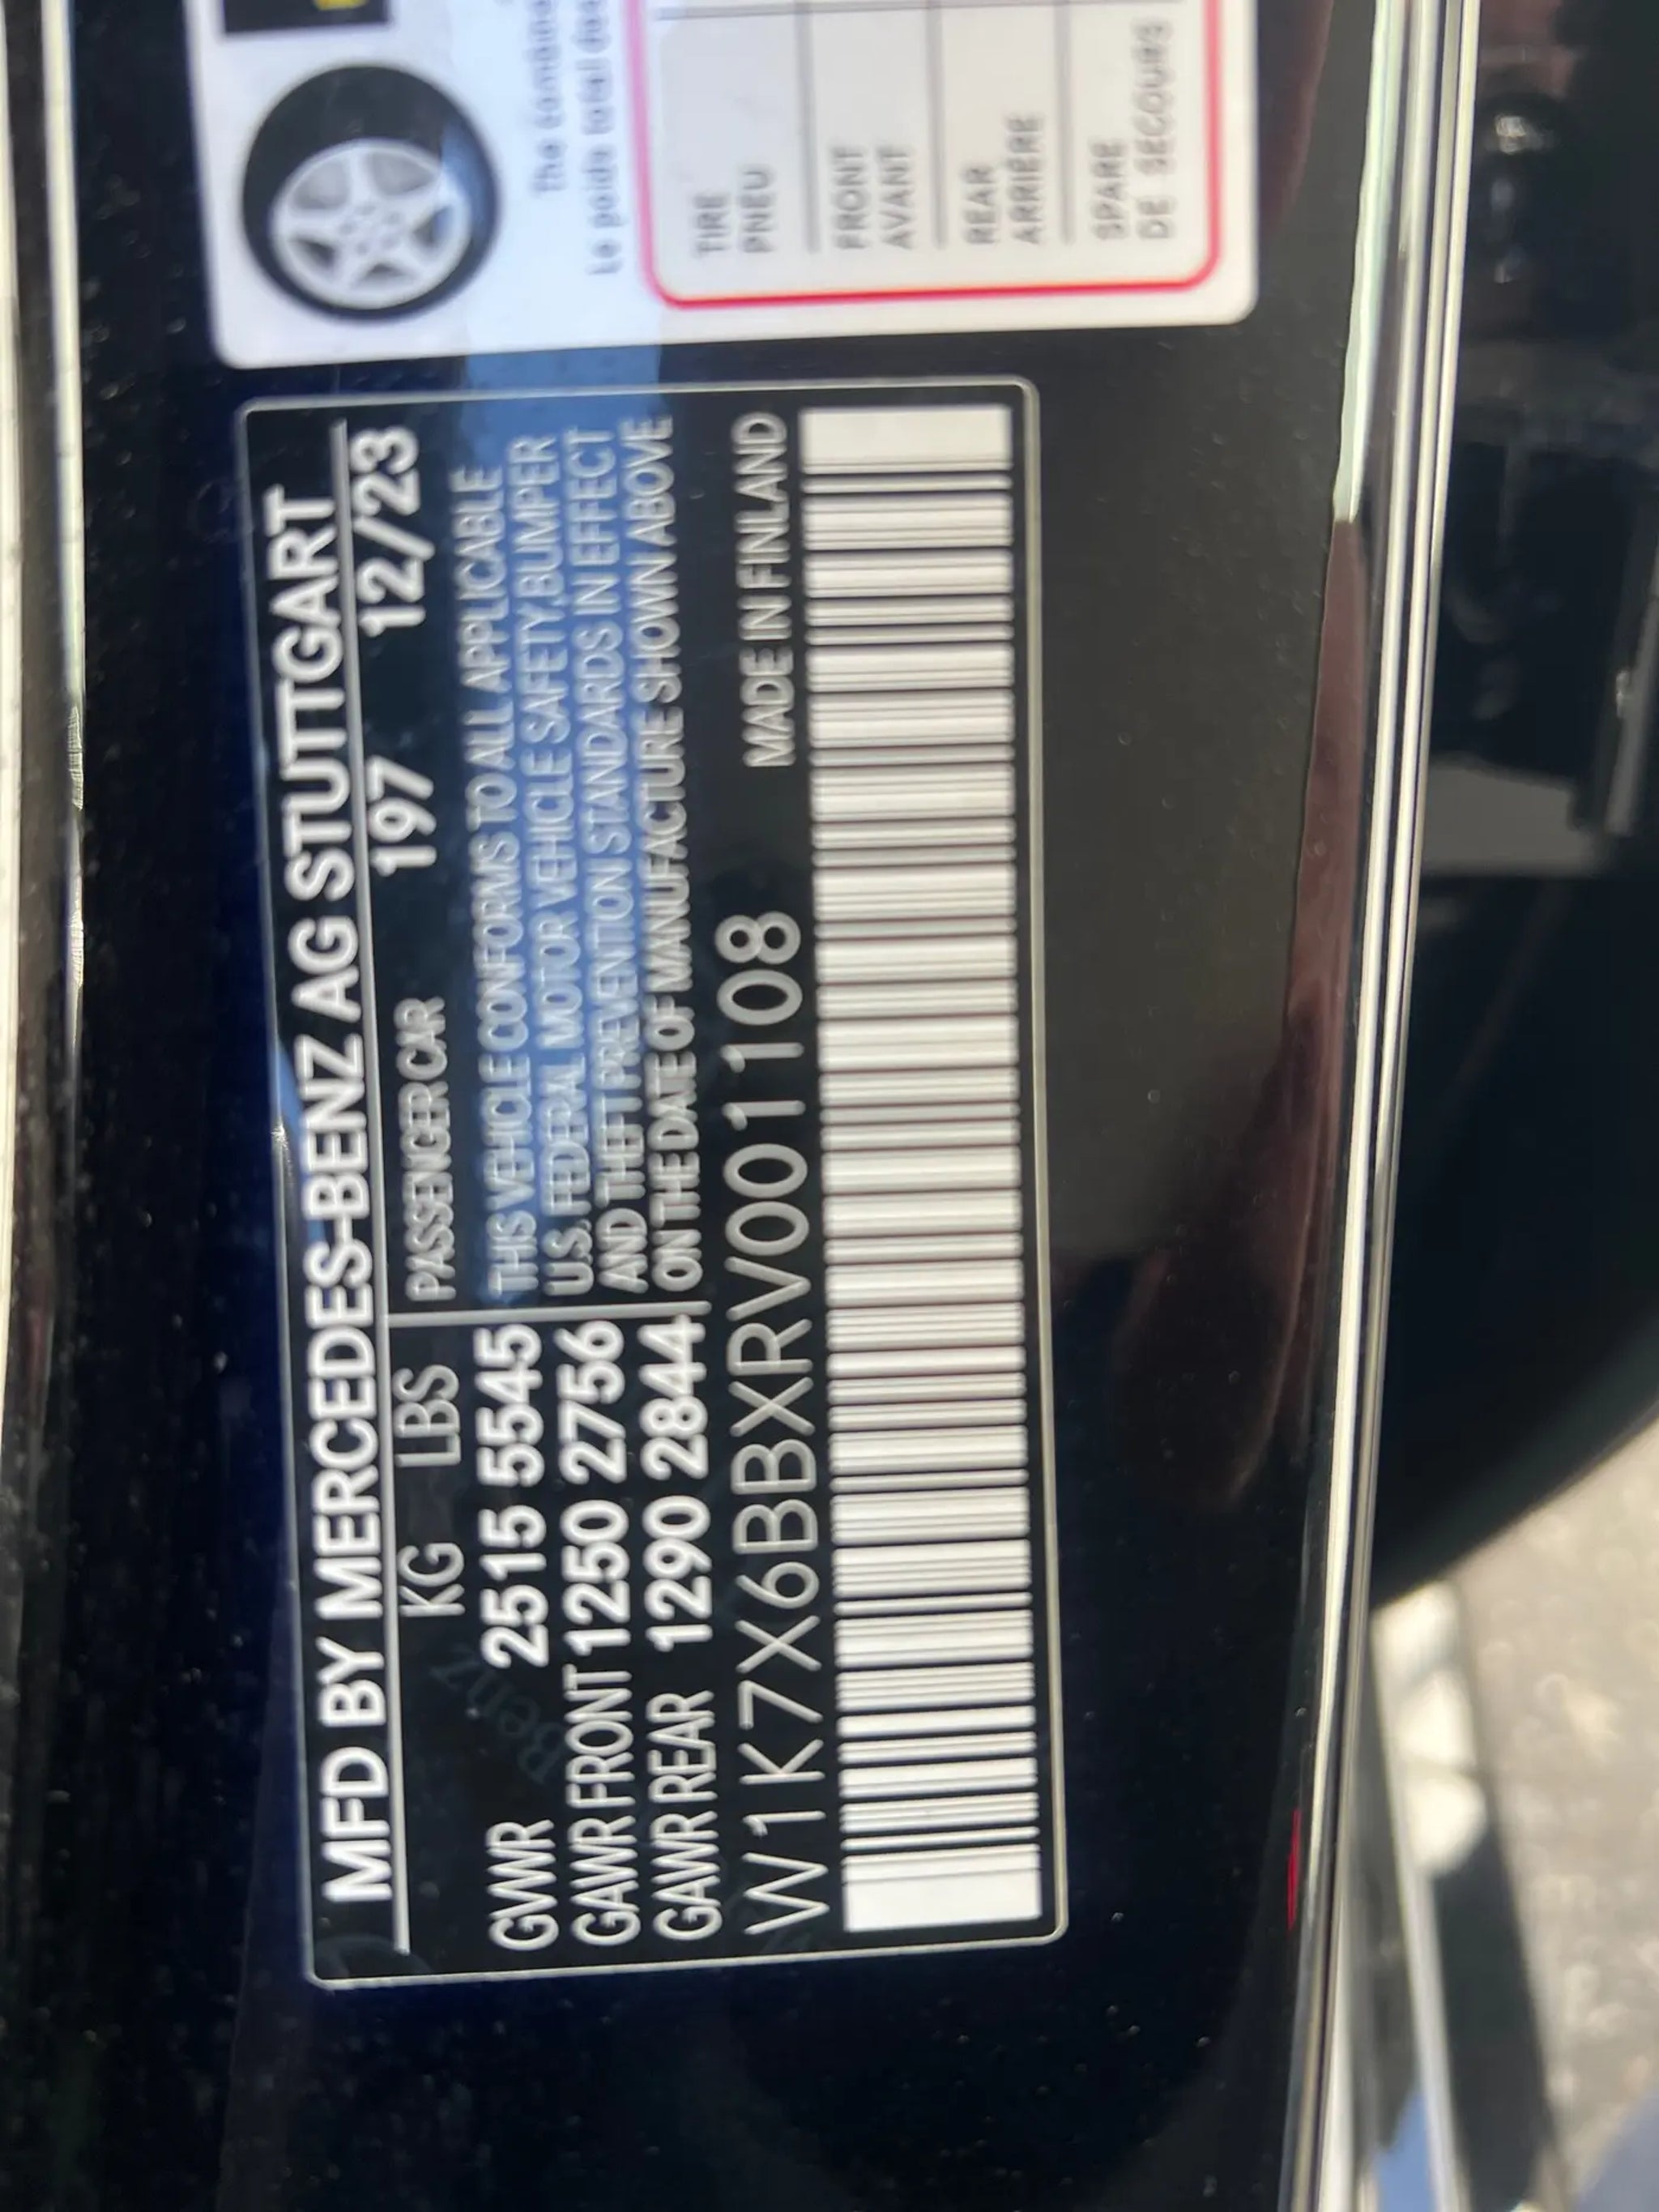 MFD BY MERCEDES-BENZ AG STUTTGART
KG LBS PASSENGER CAR 197 12/23
GVWR 2515 5545 THIS VEHICLE CONFORMS TO ALL APPLICABLE
GAWR FRONT 1250 2756 U.S. FEDERAL MOTOR VEHICLE SAFETY, BUMPER
AND THEFT PREVENTION STANDARDS IN EFFECT
GAWR REAR 1290 2844 ON THE DATE OF MANUFACTURE SHOWN ABOVE
W1K7X6BBXRV001108 MADE IN FINLAND
Benz
The combine
Le poids total des
TIRE
PNEU
FRONT
AVANT
REAR
ARRIÈRE
SPARE
DE SECOURS